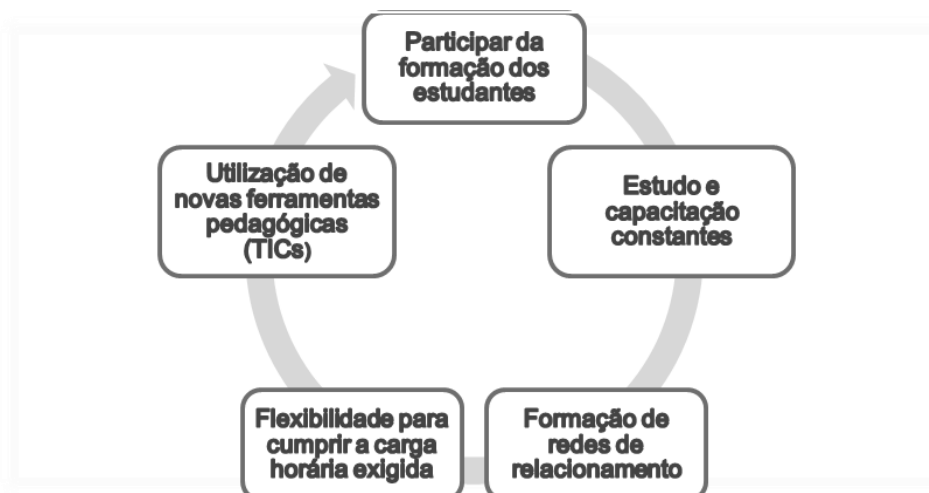 Participar da
formação dos
estudantes
Estudo e
capacitação
constantes
Formação de
redes de
relacionamento
Flexibilidade para
cumprir a carga
horária exigida
Utilização de
novas ferramentas
pedagógicas
(TICs)